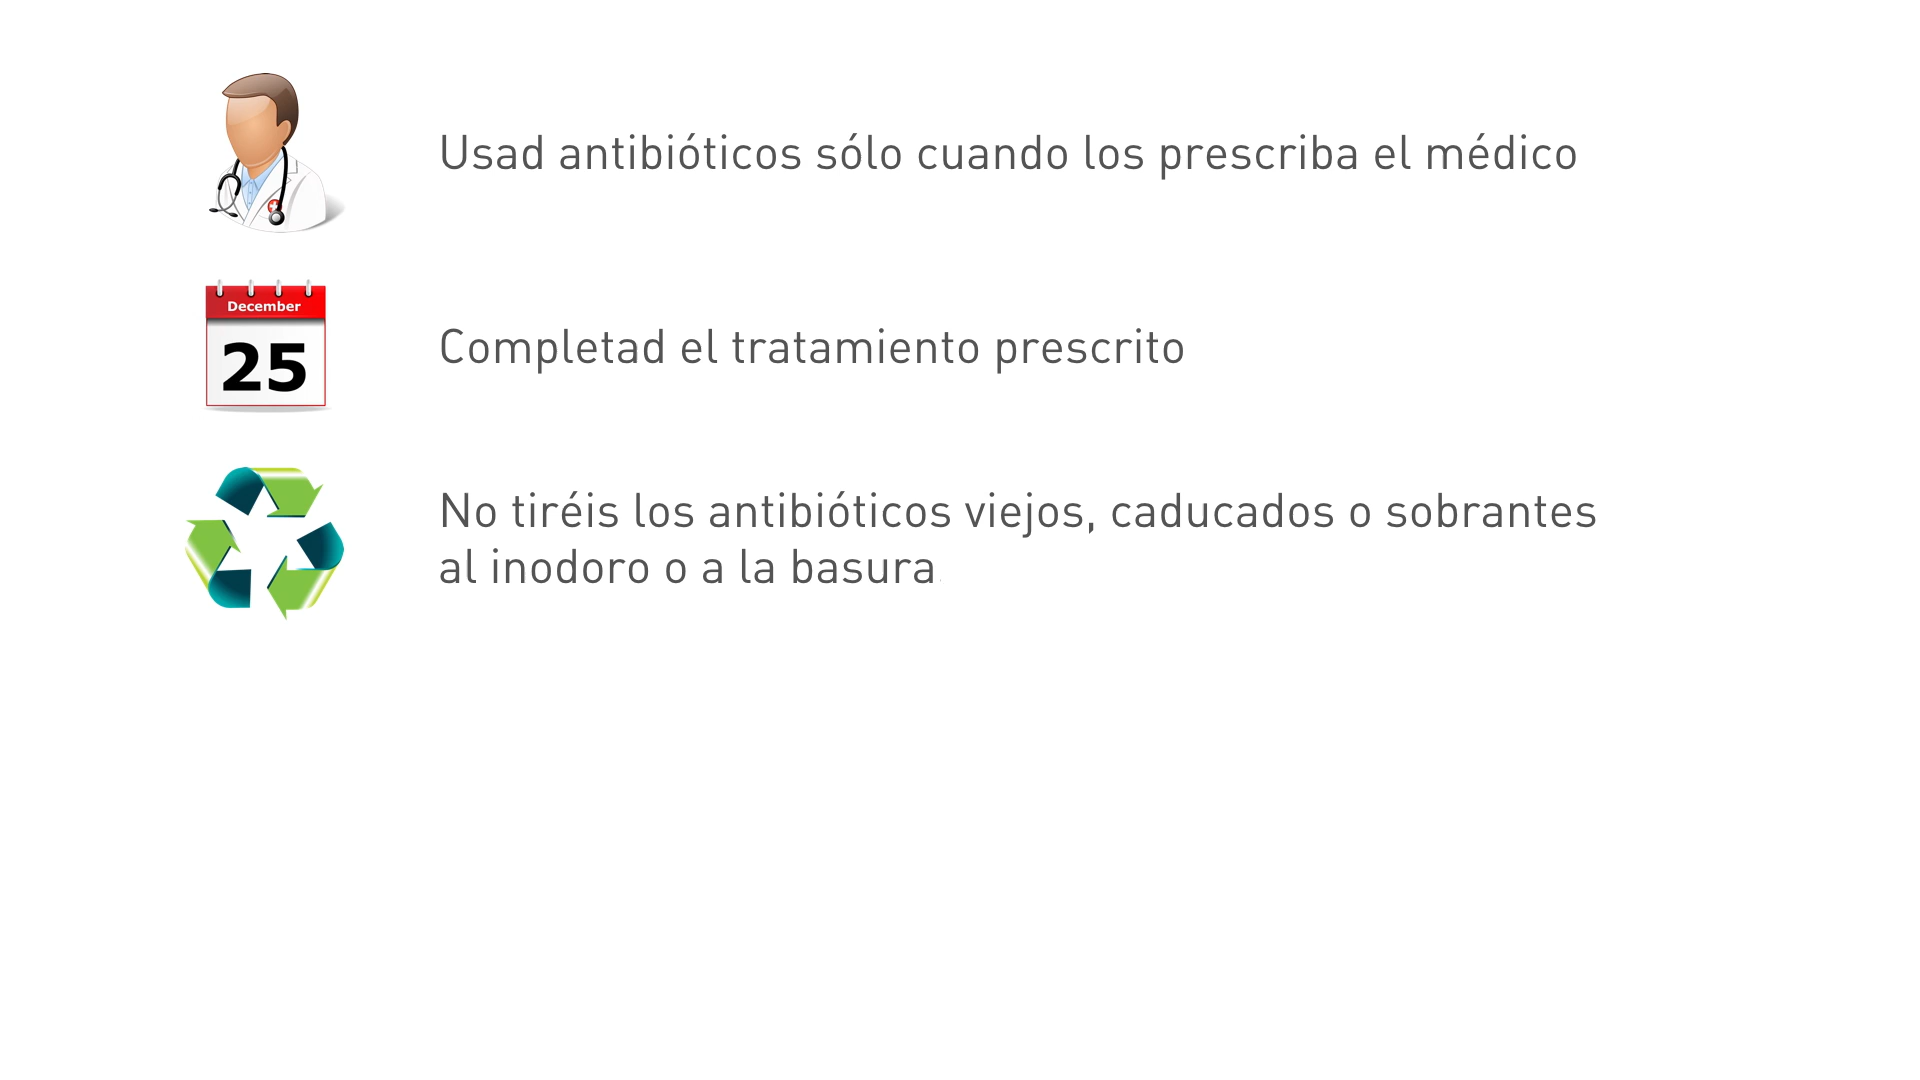 Usad antibióticos sólo cuando los prescriba el médico
December
25
Completad el tratamiento prescrito
No tiréis los antibióticos viejos, caducados o sobrantes
al inodoro o a la basura